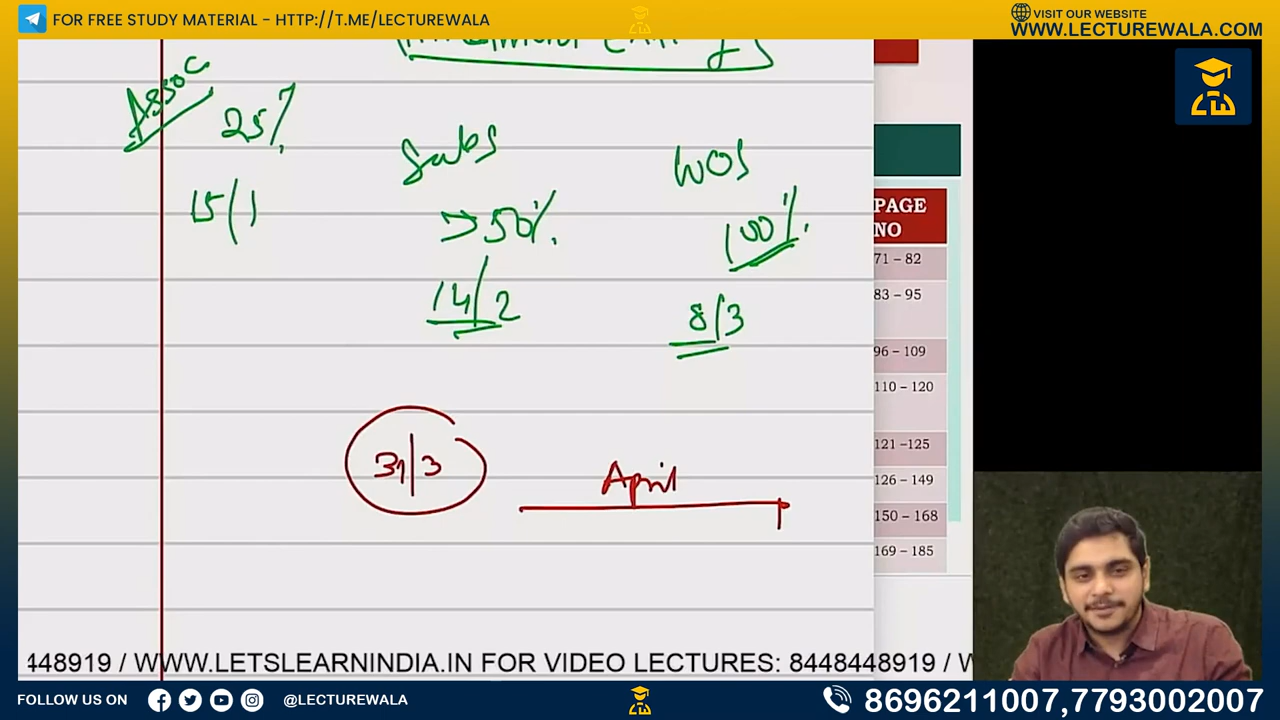 FOR FREE STUDY MATERIAL - HTTP://T.ME/LECTUREWALA
VISIT OUR WEBSITE
WWW.LECTUREWALA.COM
Assoc
25%
15/1
Subs
>50%
14/2
WOS
100%
8/3
31/3
April
PAGE
NO
71 – 82
83 – 95
96 – 109
110 – 120
121 –125
126 – 149
150 – 168
169 – 185
448919 / WWW.LETSLEARNINDIA.IN FOR VIDEO LECTURES: 8448448919 / W
FOLLOW US ON
@LECTUREWALA
8696211007,7793002007